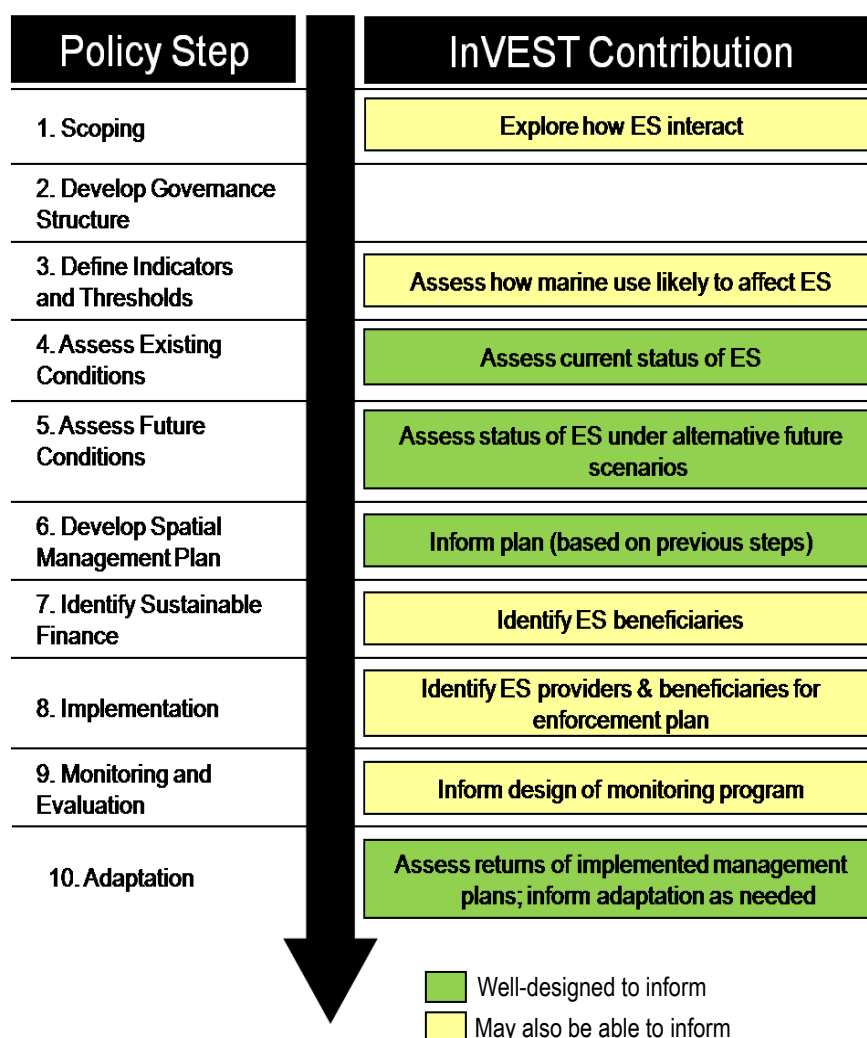 Policy Step
InVEST Contribution
1. Scoping
Explore how ES interact
2. Develop Governance
Structure
3. Define Indicators
and Thresholds
Assess how marine use likely to affect ES
4. Assess Existing
Conditions
Assess current status of ES
5. Assess Future
Conditions
Assess status of ES under alternative future
scenarios
6. Develop Spatial
Management Plan
Inform plan (based on previous steps)
7. Identify Sustainable
Finance
Identify ES beneficiaries
8. Implementation
Identify ES providers & beneficiaries for
enforcement plan
9. Monitoring and
Evaluation
Inform design of monitoring program
10. Adaptation
Assess returns of implemented management
plans; inform adaptation as needed
Well-designed to inform
May also be able to inform